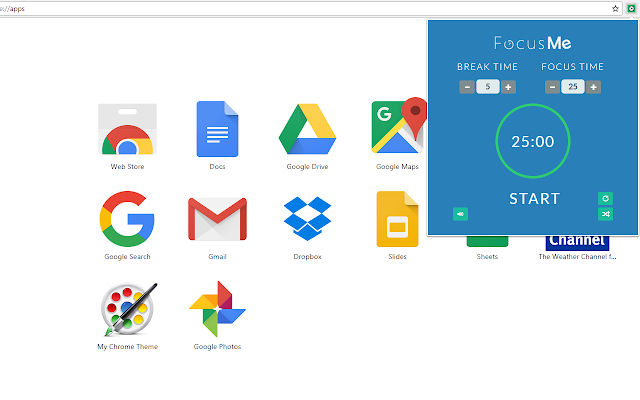 e://apps
FocusMe
BREAK TIME
FOCUS TIME
− 5 +
− 25 +
25:00
START
Web Store
Docs
Google Drive
G
Google Maps
Google Search
Gmail
Dropbox
Slides
Sheets
Channel
The Weather Channel f...
My Chrome Theme
Google Photos